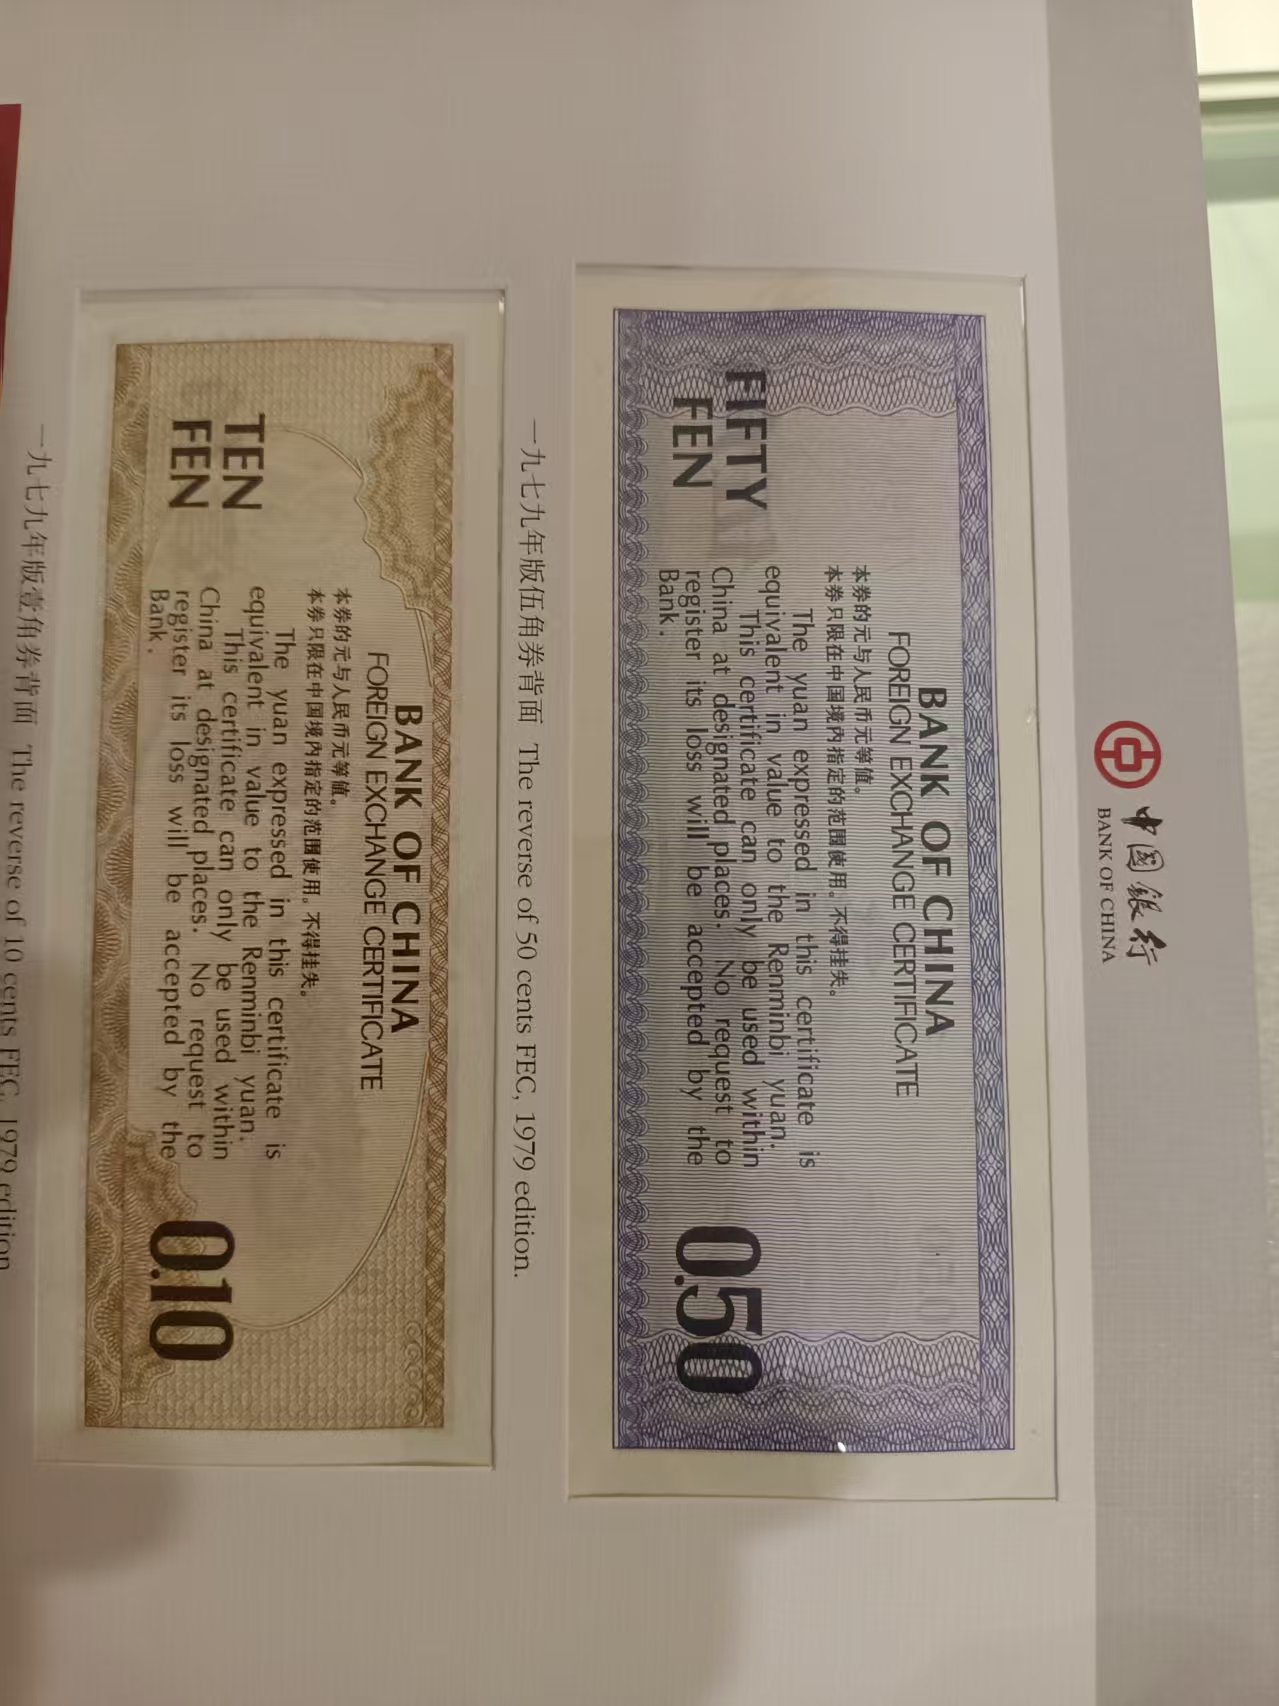 中国银行
BANK OF CHINA
BANK OF CHINA
FOREIGN EXCHANGE CERTIFICATE
本券的元与人民币元等值。
本券只限在中国境内指定的范围使用。不得挂失。
The yuan expressed in this certificate is
equivalent in value to the Renminbi yuan.
This certificate can only be used within
China at designated places. No request to
register its loss will be accepted by the
Bank.
FIFTY
FEN
0.50
一九七九年版伍角券背面 The reverse of 50 cents FEC, 1979 edition.
BANK OF CHINA
FOREIGN EXCHANGE CERTIFICATE
本券的元与人民币元等值。
本券只限在中国境内指定的范围使用。不得挂失。
The yuan expressed in this certificate is
equivalent in value to the Renminbi yuan.
This certificate can only be used within
China at designated places. No request to
register its loss will be accepted by the
Bank.
TEN
FEN
0.10
一九七九年版壹角券背面 The reverse of 10 cents FEC, 1979 edition